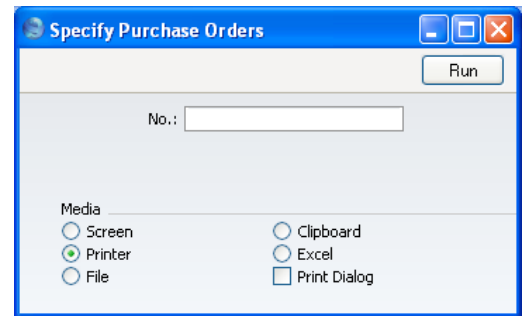 Specify Purchase Orders
Run
No.:
Media
Screen Clipboard
Printer Excel
File Print Dialog